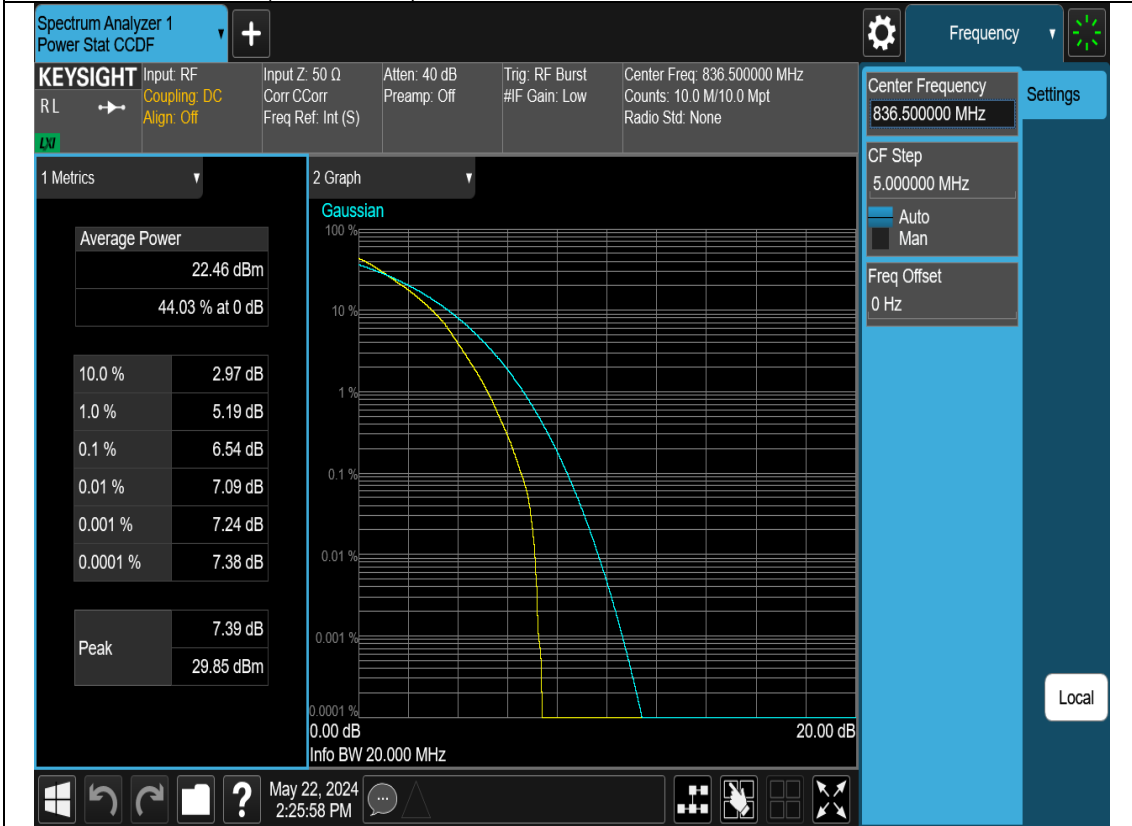 Spectrum Analyzer 1
Power Stat CCDF
+
Frequency
KEYSIGHT
RL
LXI
Input: RF
Coupling: DC
Align: Off
Input Z: 50 Ω
Corr CCorr
Freq Ref: Int (S)
Atten: 40 dB
Preamp: Off
Trig: RF Burst
#IF Gain: Low
Center Freq: 836.500000 MHz
Counts: 10.0 M/10.0 Mpt
Radio Std: None
Center Frequency
836.500000 MHz
Settings
CF Step
5.000000 MHz
Auto
Man
Freq Offset
0 Hz
1 Metrics
Average Power
22.46 dBm
44.03 % at 0 dB
10.0 % 2.97 dB
1.0 % 5.19 dB
0.1 % 6.54 dB
0.01 % 7.09 dB
0.001 % 7.24 dB
0.0001 % 7.38 dB
Peak
7.39 dB
29.85 dBm
2 Graph
Gaussian
100 %
10 %
1 %
0.1 %
0.01 %
0.001 %
0.0001 %
0.00 dB 20.00 dB
Info BW 20.000 MHz
Local
?
May 22, 2024
2:25:58 PM